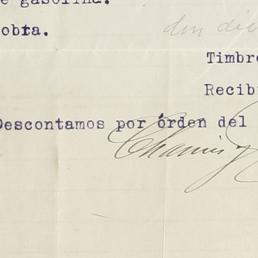 e gasolina.
obra.
Timbre
Recib
Descontamos por órden del